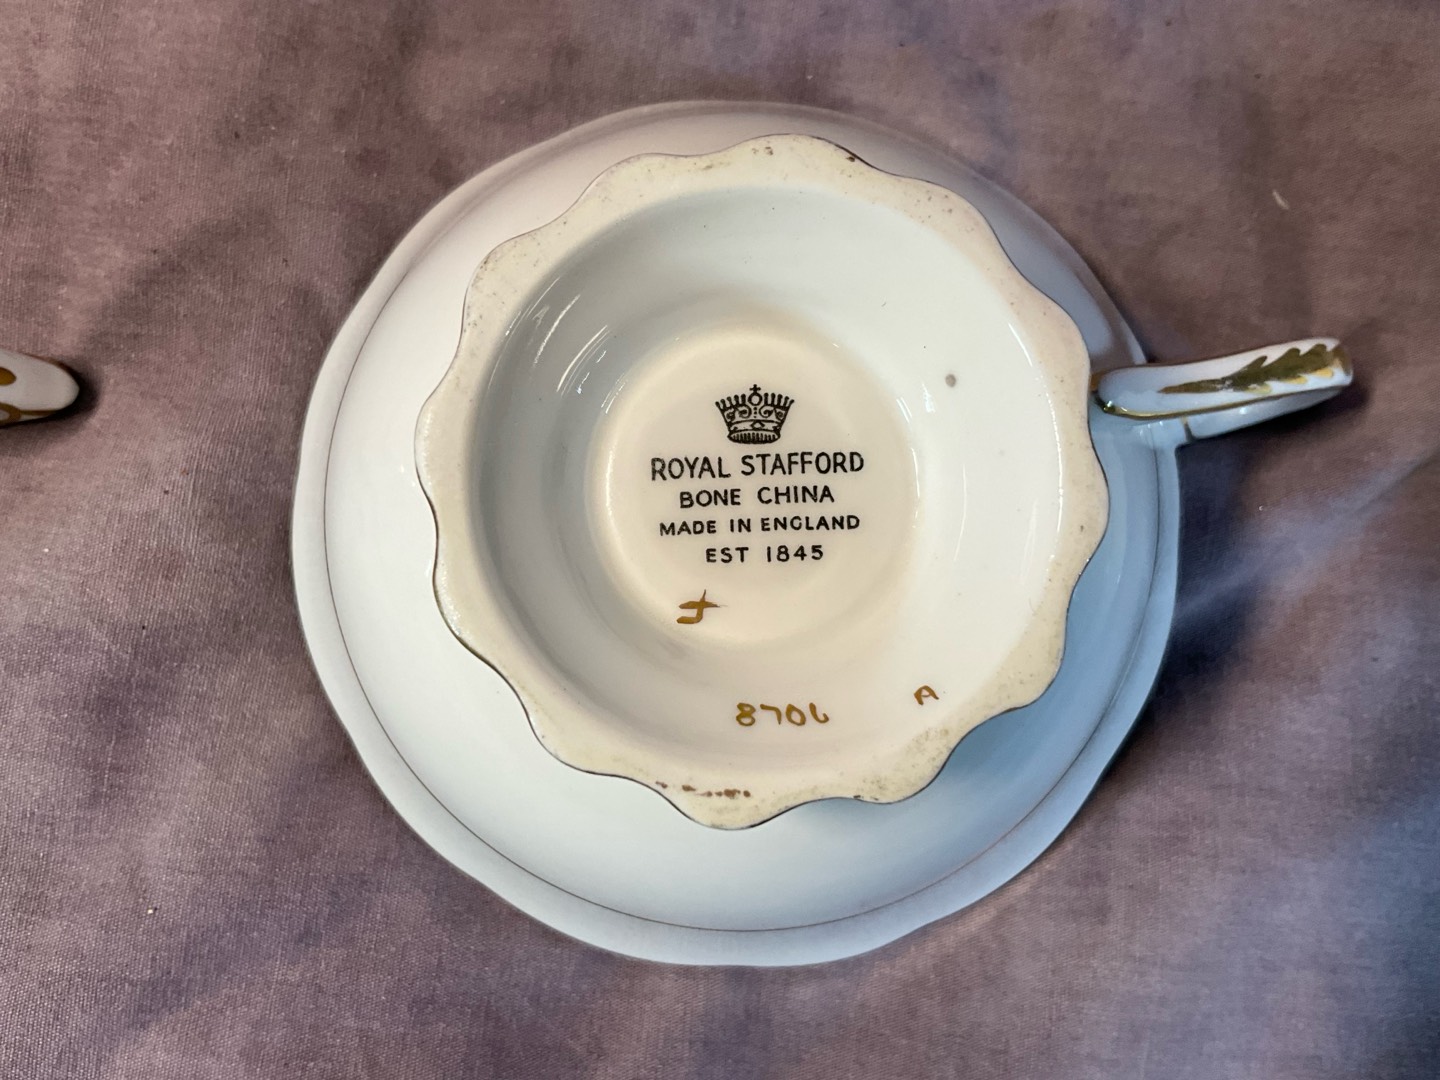 ROYAL STAFFORD
BONE CHINA
MADE IN ENGLAND
EST 1845
8706 A